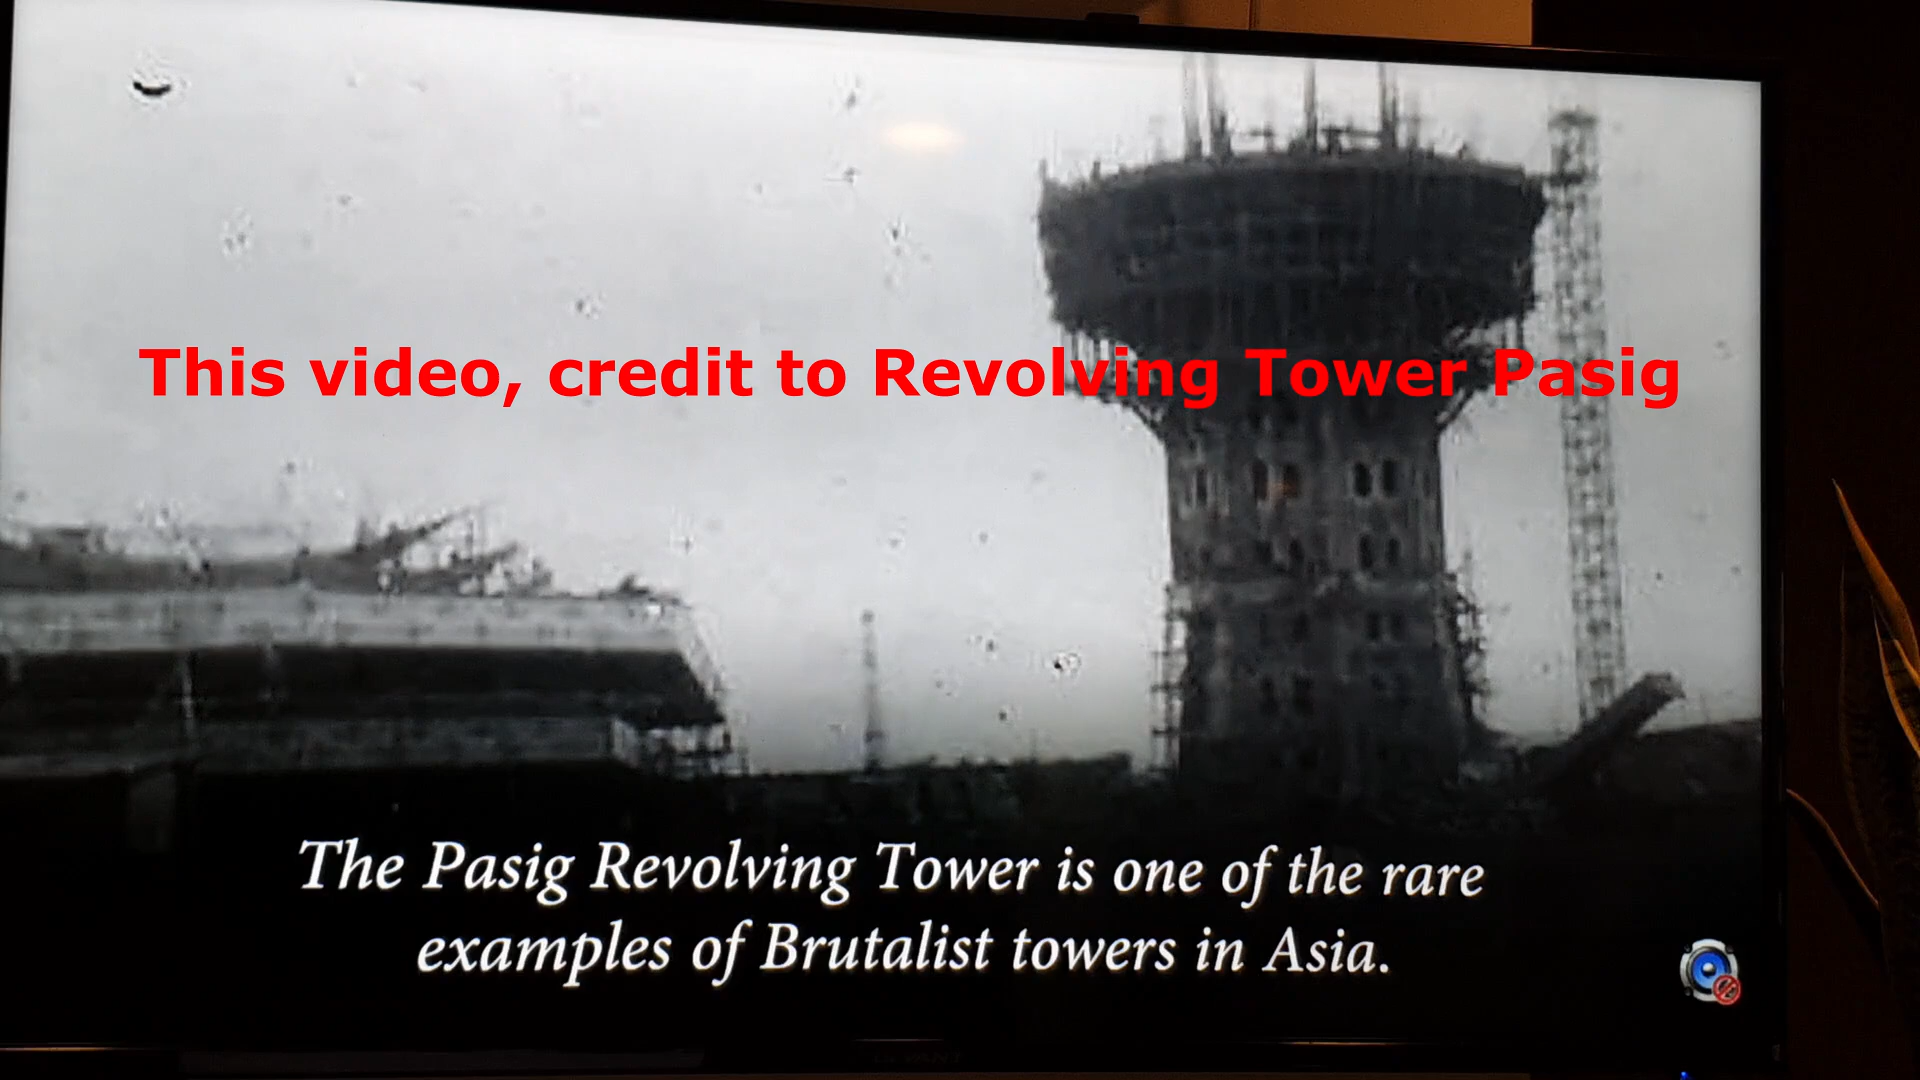 This video, credit to Revolving Tower Pasig
The Pasig Revolving Tower is one of the rare
examples of Brutalist towers in Asia.